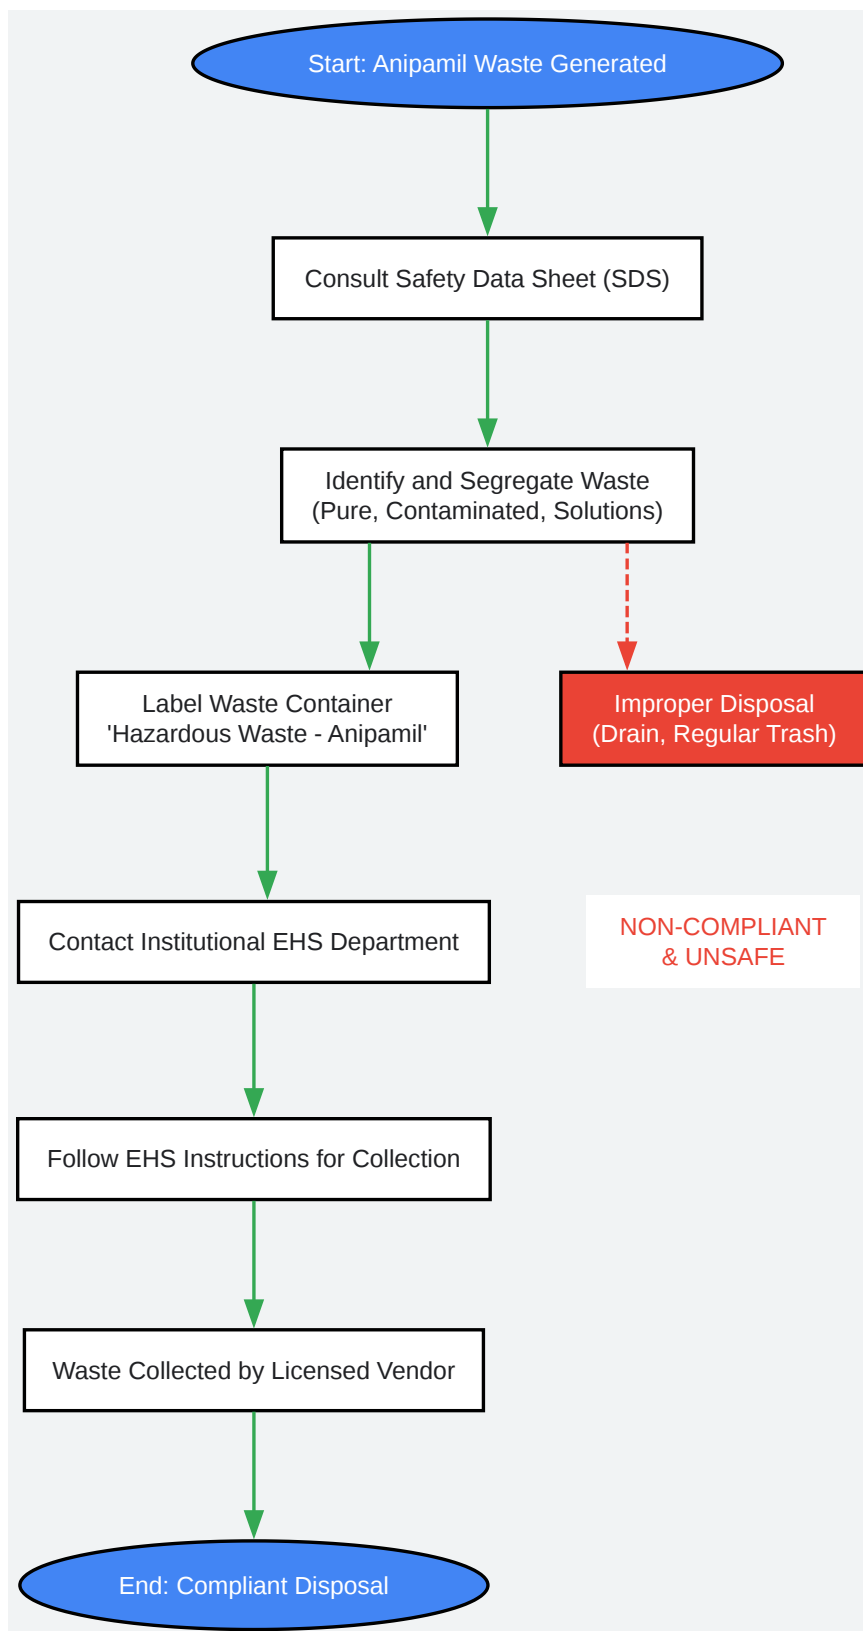 Start: Anipamil Waste Generated
Consult Safety Data Sheet (SDS)
Identify and Segregate Waste
(Pure, Contaminated, Solutions)
Label Waste Container
'Hazardous Waste - Anipamil'
Improper Disposal
(Drain, Regular Trash)
Contact Institutional EHS Department
NON-COMPLIANT
& UNSAFE
Follow EHS Instructions for Collection
Waste Collected by Licensed Vendor
End: Compliant Disposal